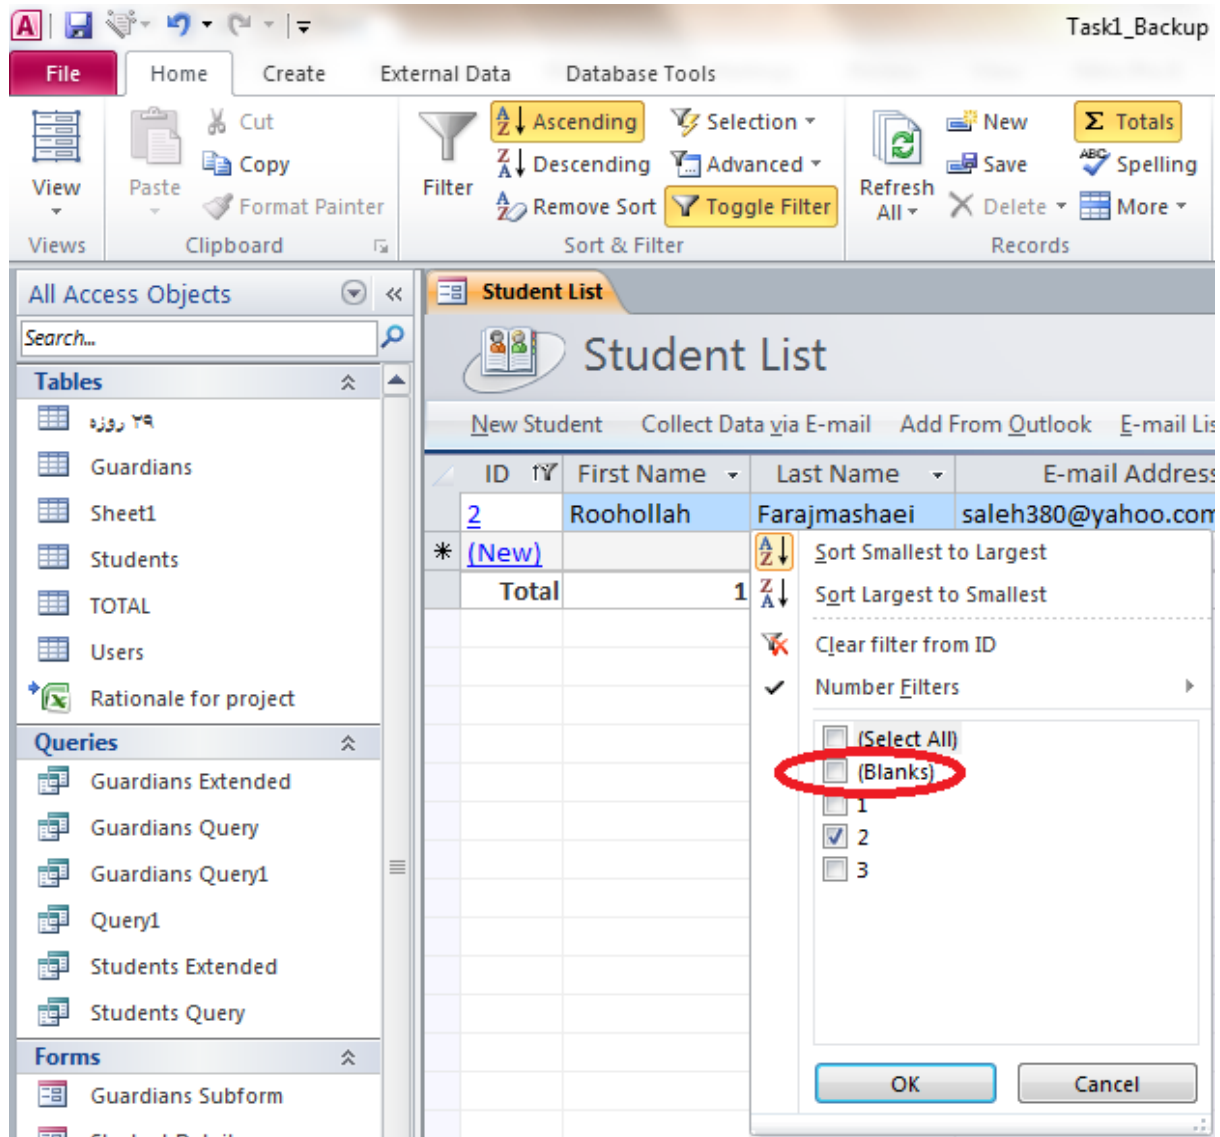 A
Task1_Backup
File Home Create External Data Database Tools
Cut
Copy
Format Painter
View
Paste
Filter
Ascending
Descending
Remove Sort
Selection
Advanced
Toggle Filter
Refresh
All
New
Save
Delete
Totals
Spelling
More
Views Clipboard Sort & Filter Records
All Access Objects
Search...
Tables
۲۹ روزه
Guardians
Sheet1
Students
TOTAL
Users
Rationale for project
Queries
Guardians Extended
Guardians Query
Guardians Query1
Query1
Students Extended
Students Query
Forms
Guardians Subform
Student List
Student List
New Student Collect Data via E-mail Add From Outlook E-mail Lis
ID First Name Last Name E-mail Address
2 Roohollah Farajmashaei saleh380@yahoo.com
* (New)
Total 1
Sort Smallest to Largest
Sort Largest to Smallest
Clear filter from ID
Number Filters
(Select All)
(Blanks)
1
2
3
OK Cancel